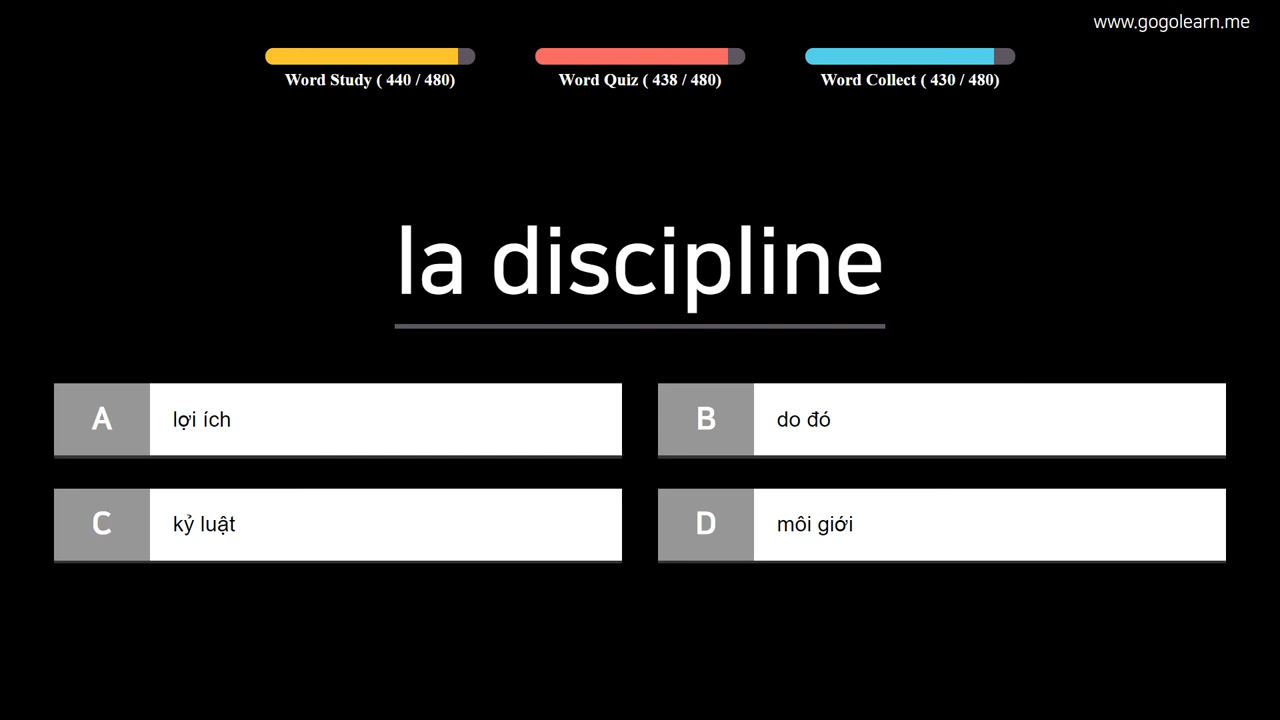 www.gogolearn.me
Word Study ( 440 / 480)
Word Quiz ( 438 / 480)
Word Collect ( 430 / 480)
la discipline
A lợi ích
B do đó
C kỷ luật
D môi giới